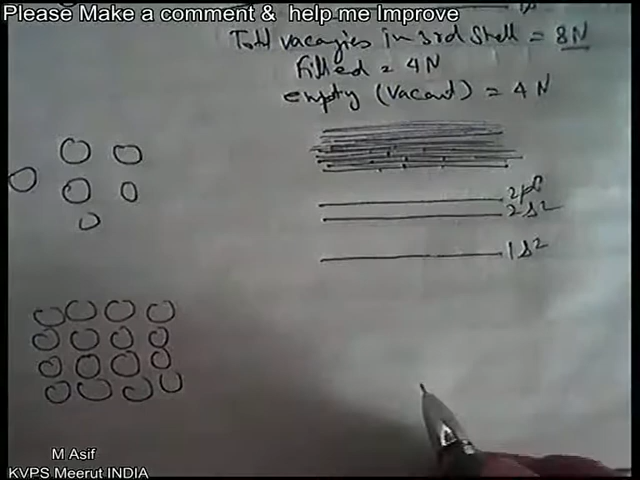 Please Make a comment & help me Improve
Totl vacancies in 3rd Shell = 8N
filled = 4N
empty (vacant) = 4N
2p6
2s2
1s2
M Asif
KVPS Meerut INDIA